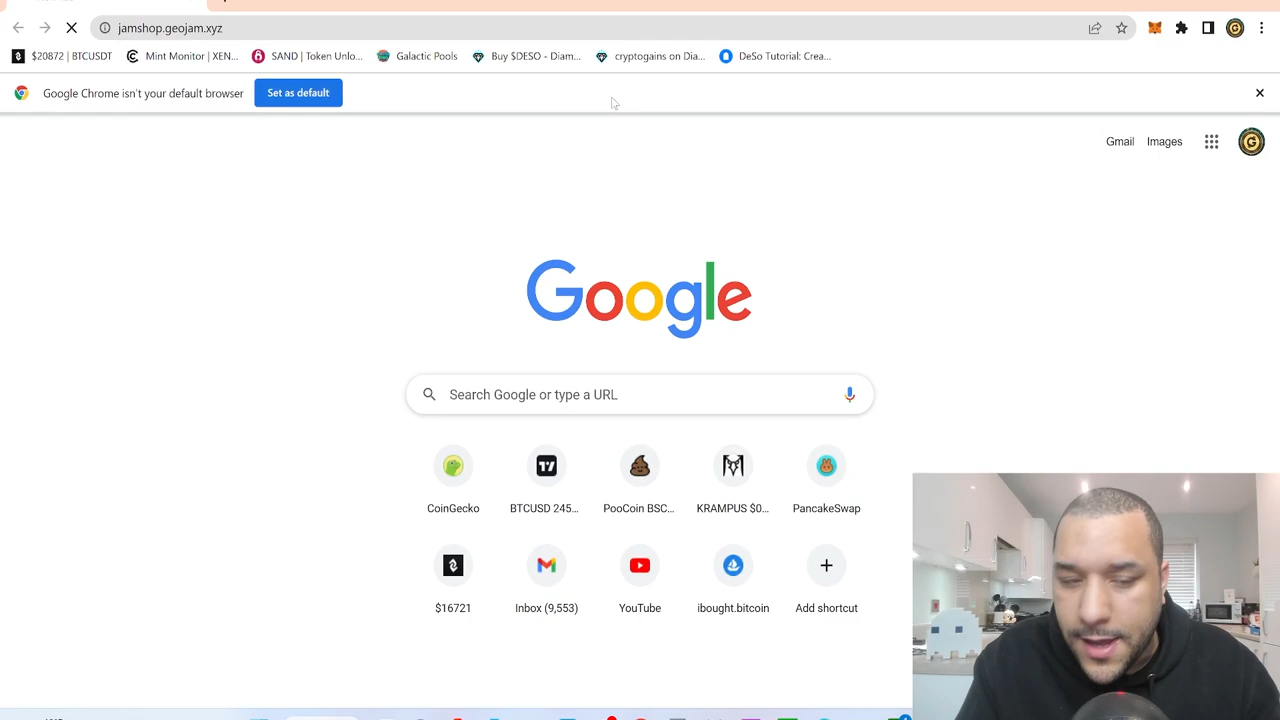 jamshop.geojam.xyz
$20872 | BTCUSDT
Mint Monitor | XEN...
SAND | Token Unlo...
Galactic Pools
Buy $DESO - Diam...
cryptogains on Dia...
DeSo Tutorial: Crea...
Google Chrome isn't your default browser
Set as default
Gmail
Images
Google
Search Google or type a URL
CoinGecko
BTCUSD 245...
PooCoin BSC...
KRAMPUS $0...
PancakeSwap
$16721
Inbox (9,553)
YouTube
ibought.bitcoin
Add shortcut